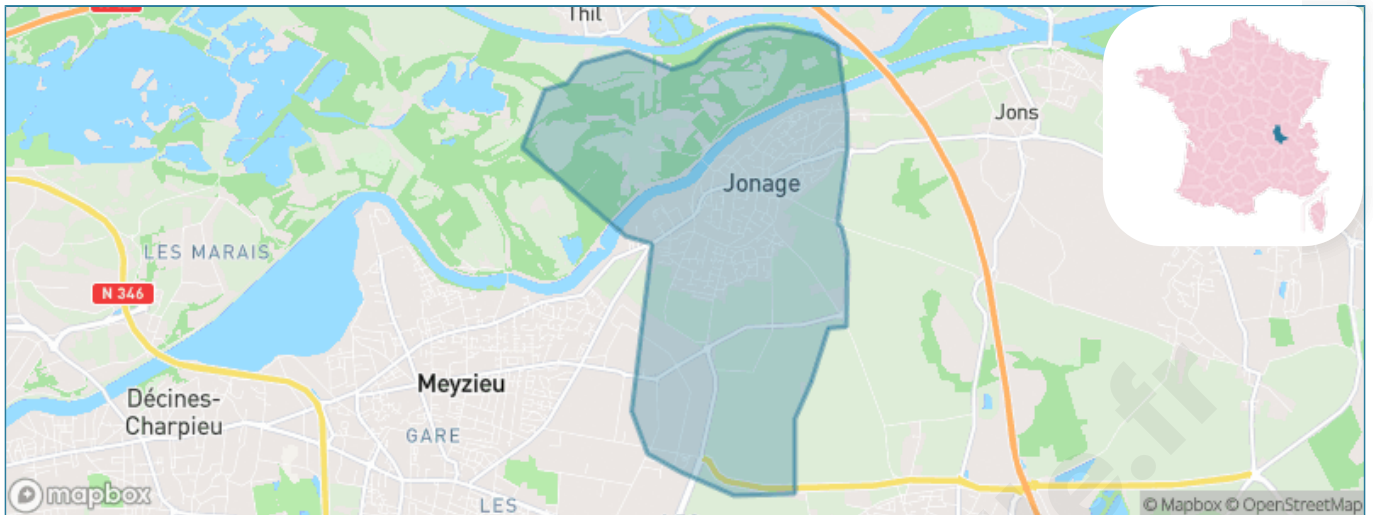 Thil
Jons
Jonage
LES MARAIS
N 346
Meyzieu
Décines-
Charpieu
GARE
LES
mapbox
© Mapbox © OpenStreetMap